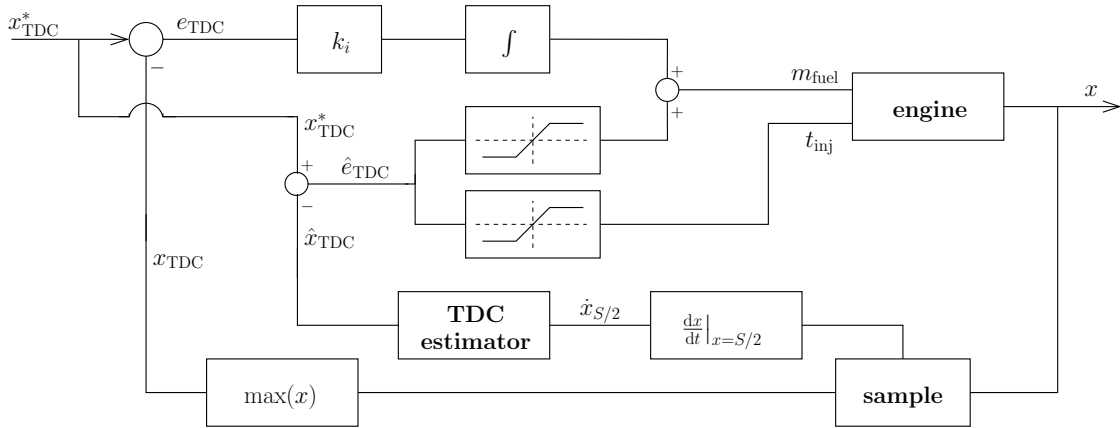 x*_TDC
e_TDC
k_i
∫
+
+
−
m_fuel
t_inj
engine
x
x*_TDC
+
−
ê_TDC
x̂_TDC
x_TDC
TDC
estimator
ẋ_{S/2}
dx/dt|_{x=S/2}
max(x)
sample